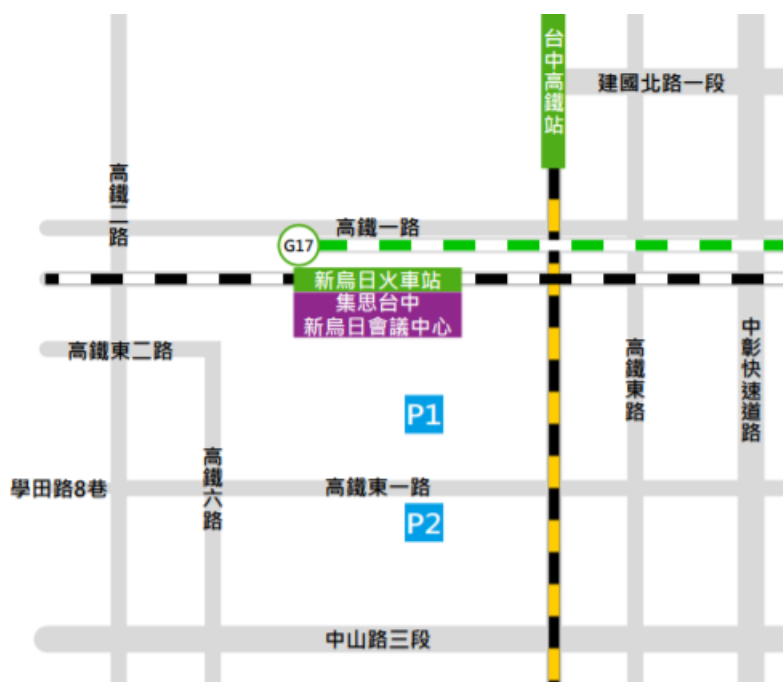 台中高鐵站
建國北路一段
高鐵二路
高鐵一路
G17
新烏日火車站
集思台中
新烏日會議中心
高鐵東二路
高鐵東路
中彰快速道路
P1
高鐵六路
學田路8巷
高鐵東一路
P2
中山路三段